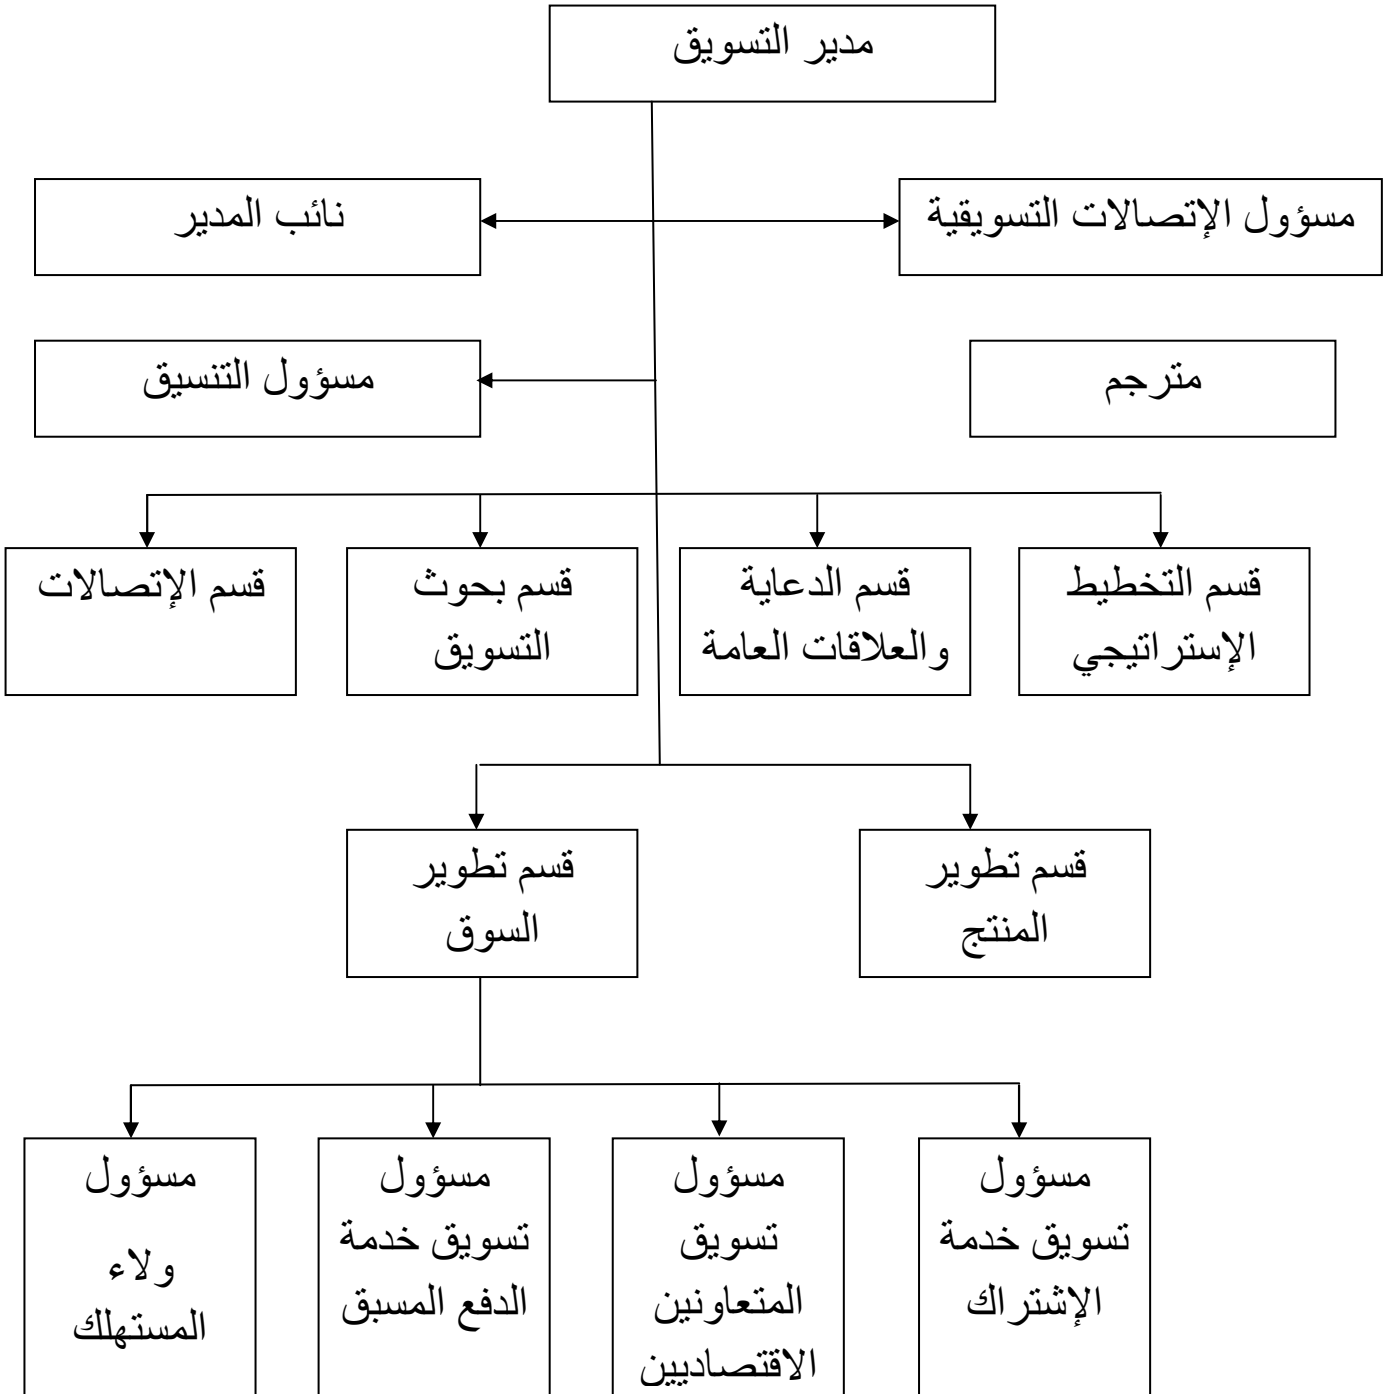 مدير التسويق
مسؤول الإتصالات التسويقية
نائب المدير
مترجم
مسؤول التنسيق
قسم التخطيط
الإستراتيجي
قسم الدعاية
والعلاقات العامة
قسم بحوث
التسويق
قسم الإتصالات
قسم تطوير
المنتج
قسم تطوير
السوق
مسؤول
تسويق خدمة
الإشتراك
مسؤول
تسويق
المتعاونين
الاقتصاديين
مسؤول
تسويق خدمة
الدفع المسبق
مسؤول
ولاء
المستهلك